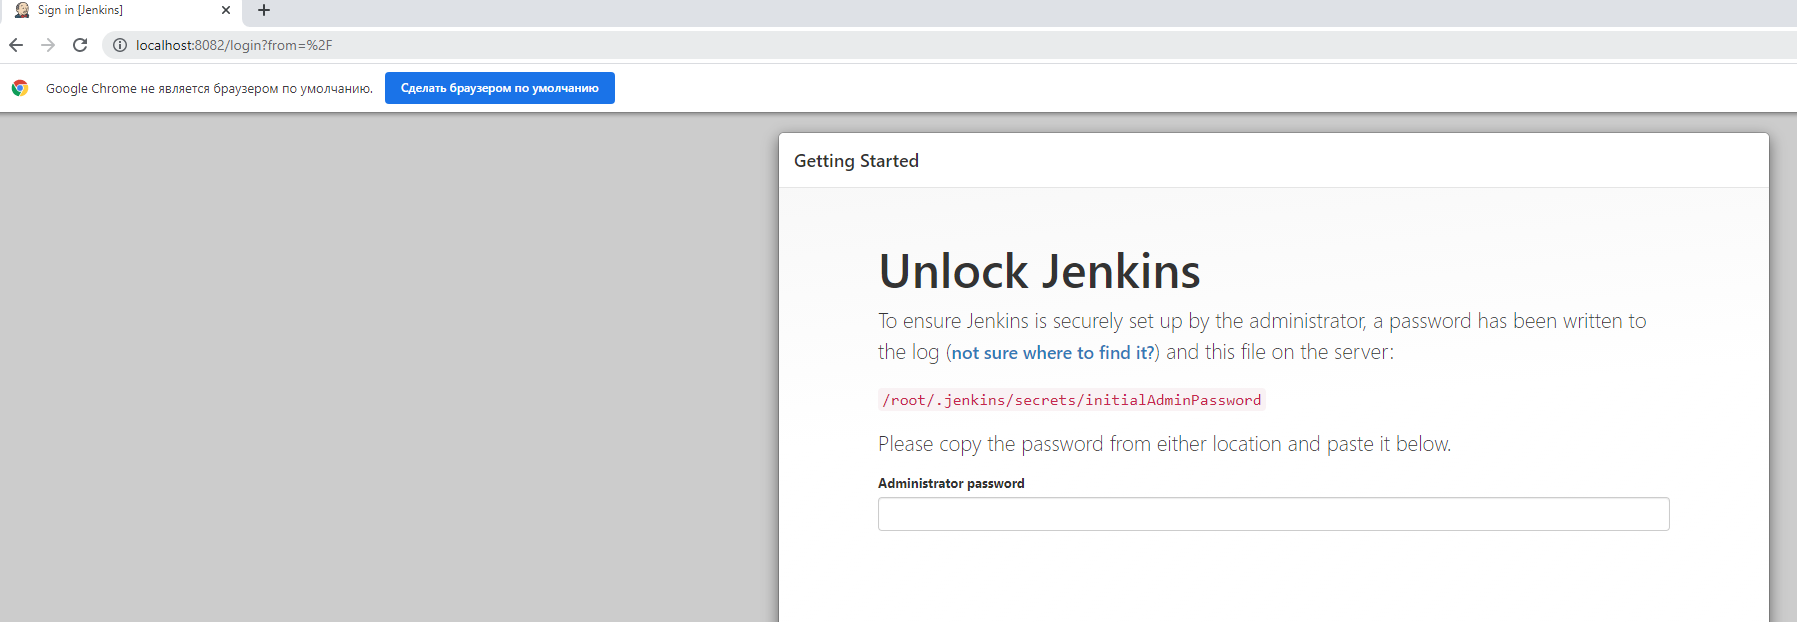 Sign in [Jenkins]
localhost:8082/login?from=%2F
Google Chrome не является браузером по умолчанию.
Сделать браузером по умолчанию
Getting Started
Unlock Jenkins
To ensure Jenkins is securely set up by the administrator, a password has been written to
the log (not sure where to find it?) and this file on the server:
/root/.jenkins/secrets/initialAdminPassword
Please copy the password from either location and paste it below.
Administrator password